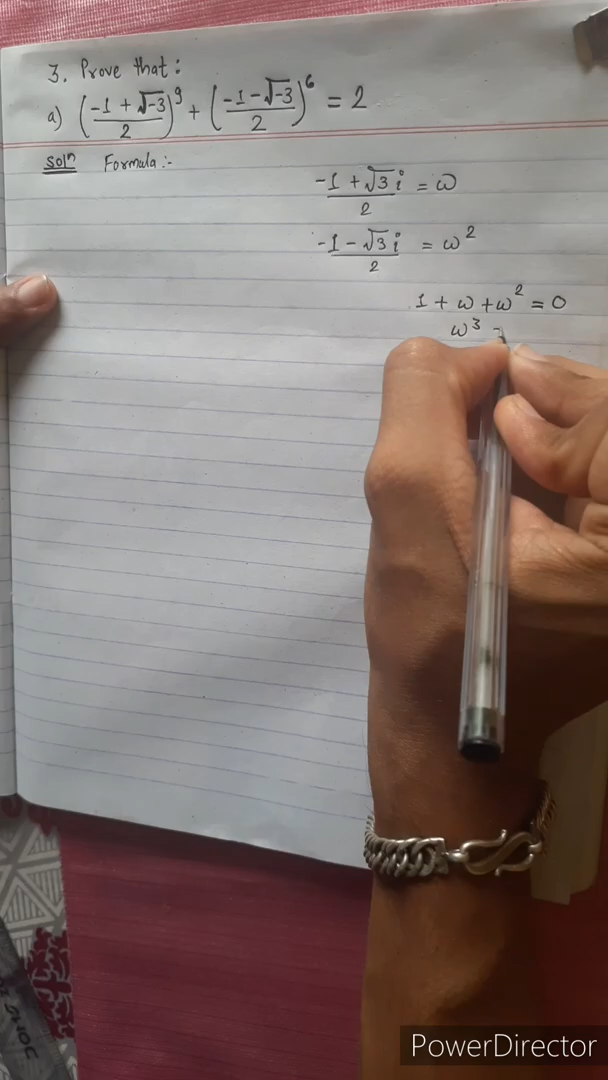 3. Prove that :
a) ((-1 + √-3)/2)^9 + ((-1 - √-3)/2)^6 = 2
Solⁿ Formula :-
(-1 + √3 i)/2 = ω
(-1 - √3 i)/2 = ω²
1 + ω + ω² = 0
ω³ =
PowerDirector